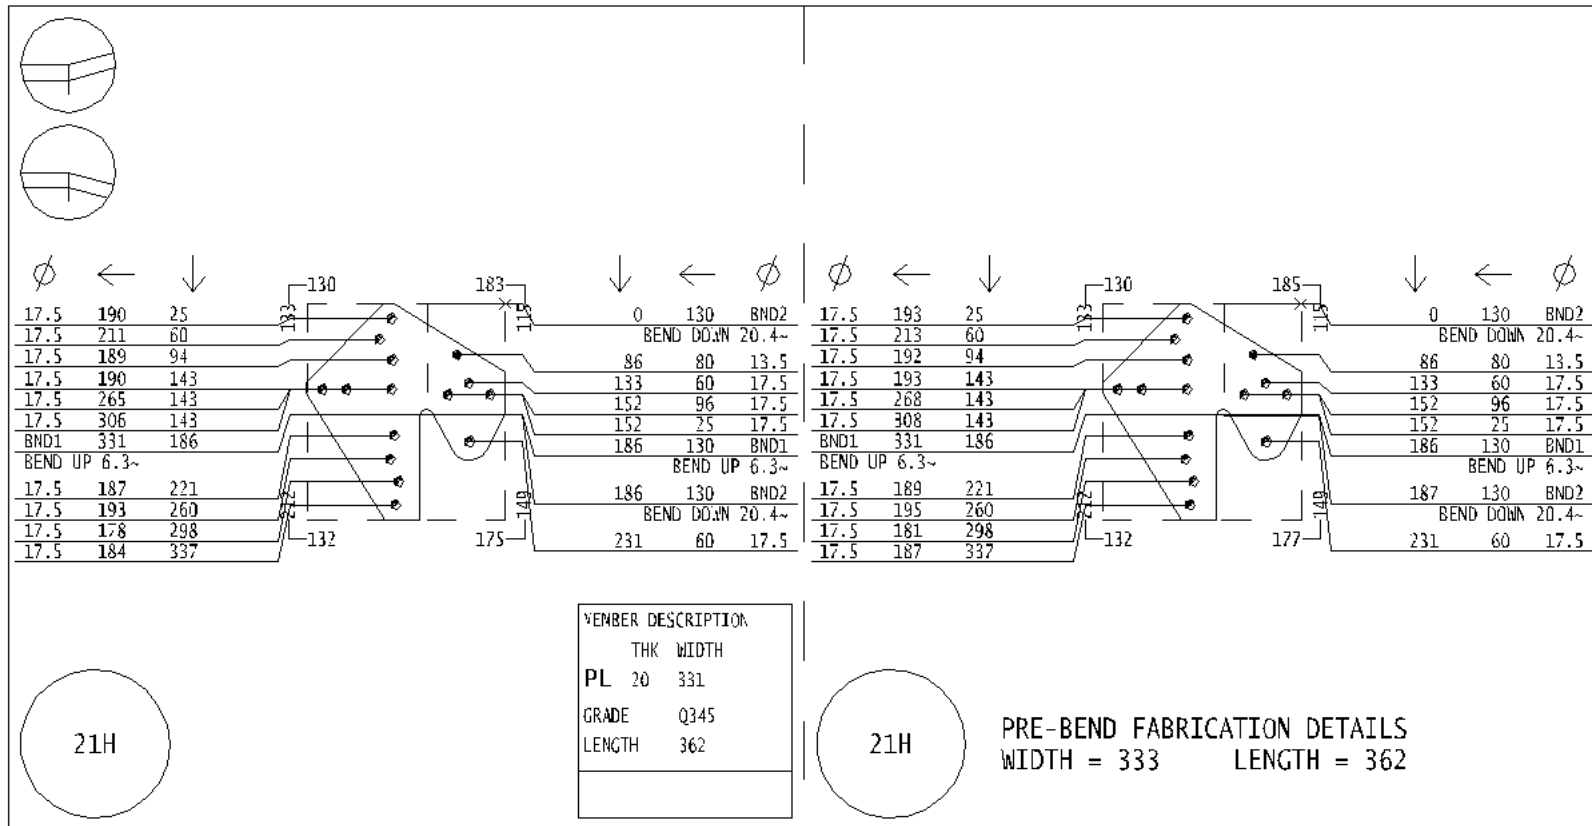 130 183
17.5 190 25
17.5 211 60
17.5 189 94
17.5 190 143
17.5 265 143
17.5 306 143
BND1 331 186
BEND UP 6.3~
17.5 187 221
17.5 193 260
17.5 178 298
17.5 184 337
133 115
149
132 175
0 130 BND2
BEND DOWN 20.4~
86 80 13.5
133 60 17.5
152 96 17.5
152 25 17.5
186 130 BND1
BEND UP 6.3~
186 130 BND2
BEND DOWN 20.4~
231 60 17.5
130 185
17.5 193 25
17.5 213 60
17.5 192 94
17.5 193 143
17.5 268 143
17.5 308 143
BND1 331 186
BEND UP 6.3~
17.5 189 221
17.5 195 260
17.5 181 298
17.5 187 337
133 115
149
132 177
0 130 BND2
BEND DOWN 20.4~
86 80 13.5
133 60 17.5
152 96 17.5
152 25 17.5
186 130 BND1
BEND UP 6.3~
187 130 BND2
BEND DOWN 20.4~
231 60 17.5
21H
MEMBER DESCRIPTION
THK WIDTH
PL 20 331
GRADE Q345
LENGTH 362
21H
PRE-BEND FABRICATION DETAILS
WIDTH = 333 LENGTH = 362